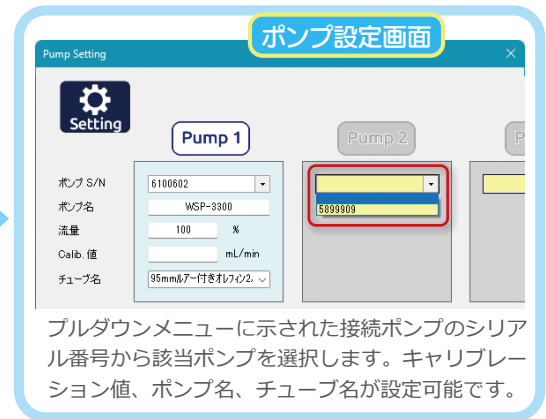 ポンプ設定画面
Pump Setting
Setting
Pump 1
Pump 2
P
ポンプ S/N
6100602
5899909
ポンプ名
WSP-3300
流量
100 %
Calib. 値
mL/min
チューブ名
95mmルアー付きオレフィン2,
プルダウンメニューに示された接続ポンプのシリア
ル番号から該当ポンプを選択します。キャリブレー
ション値、ポンプ名、チューブ名が設定可能です。